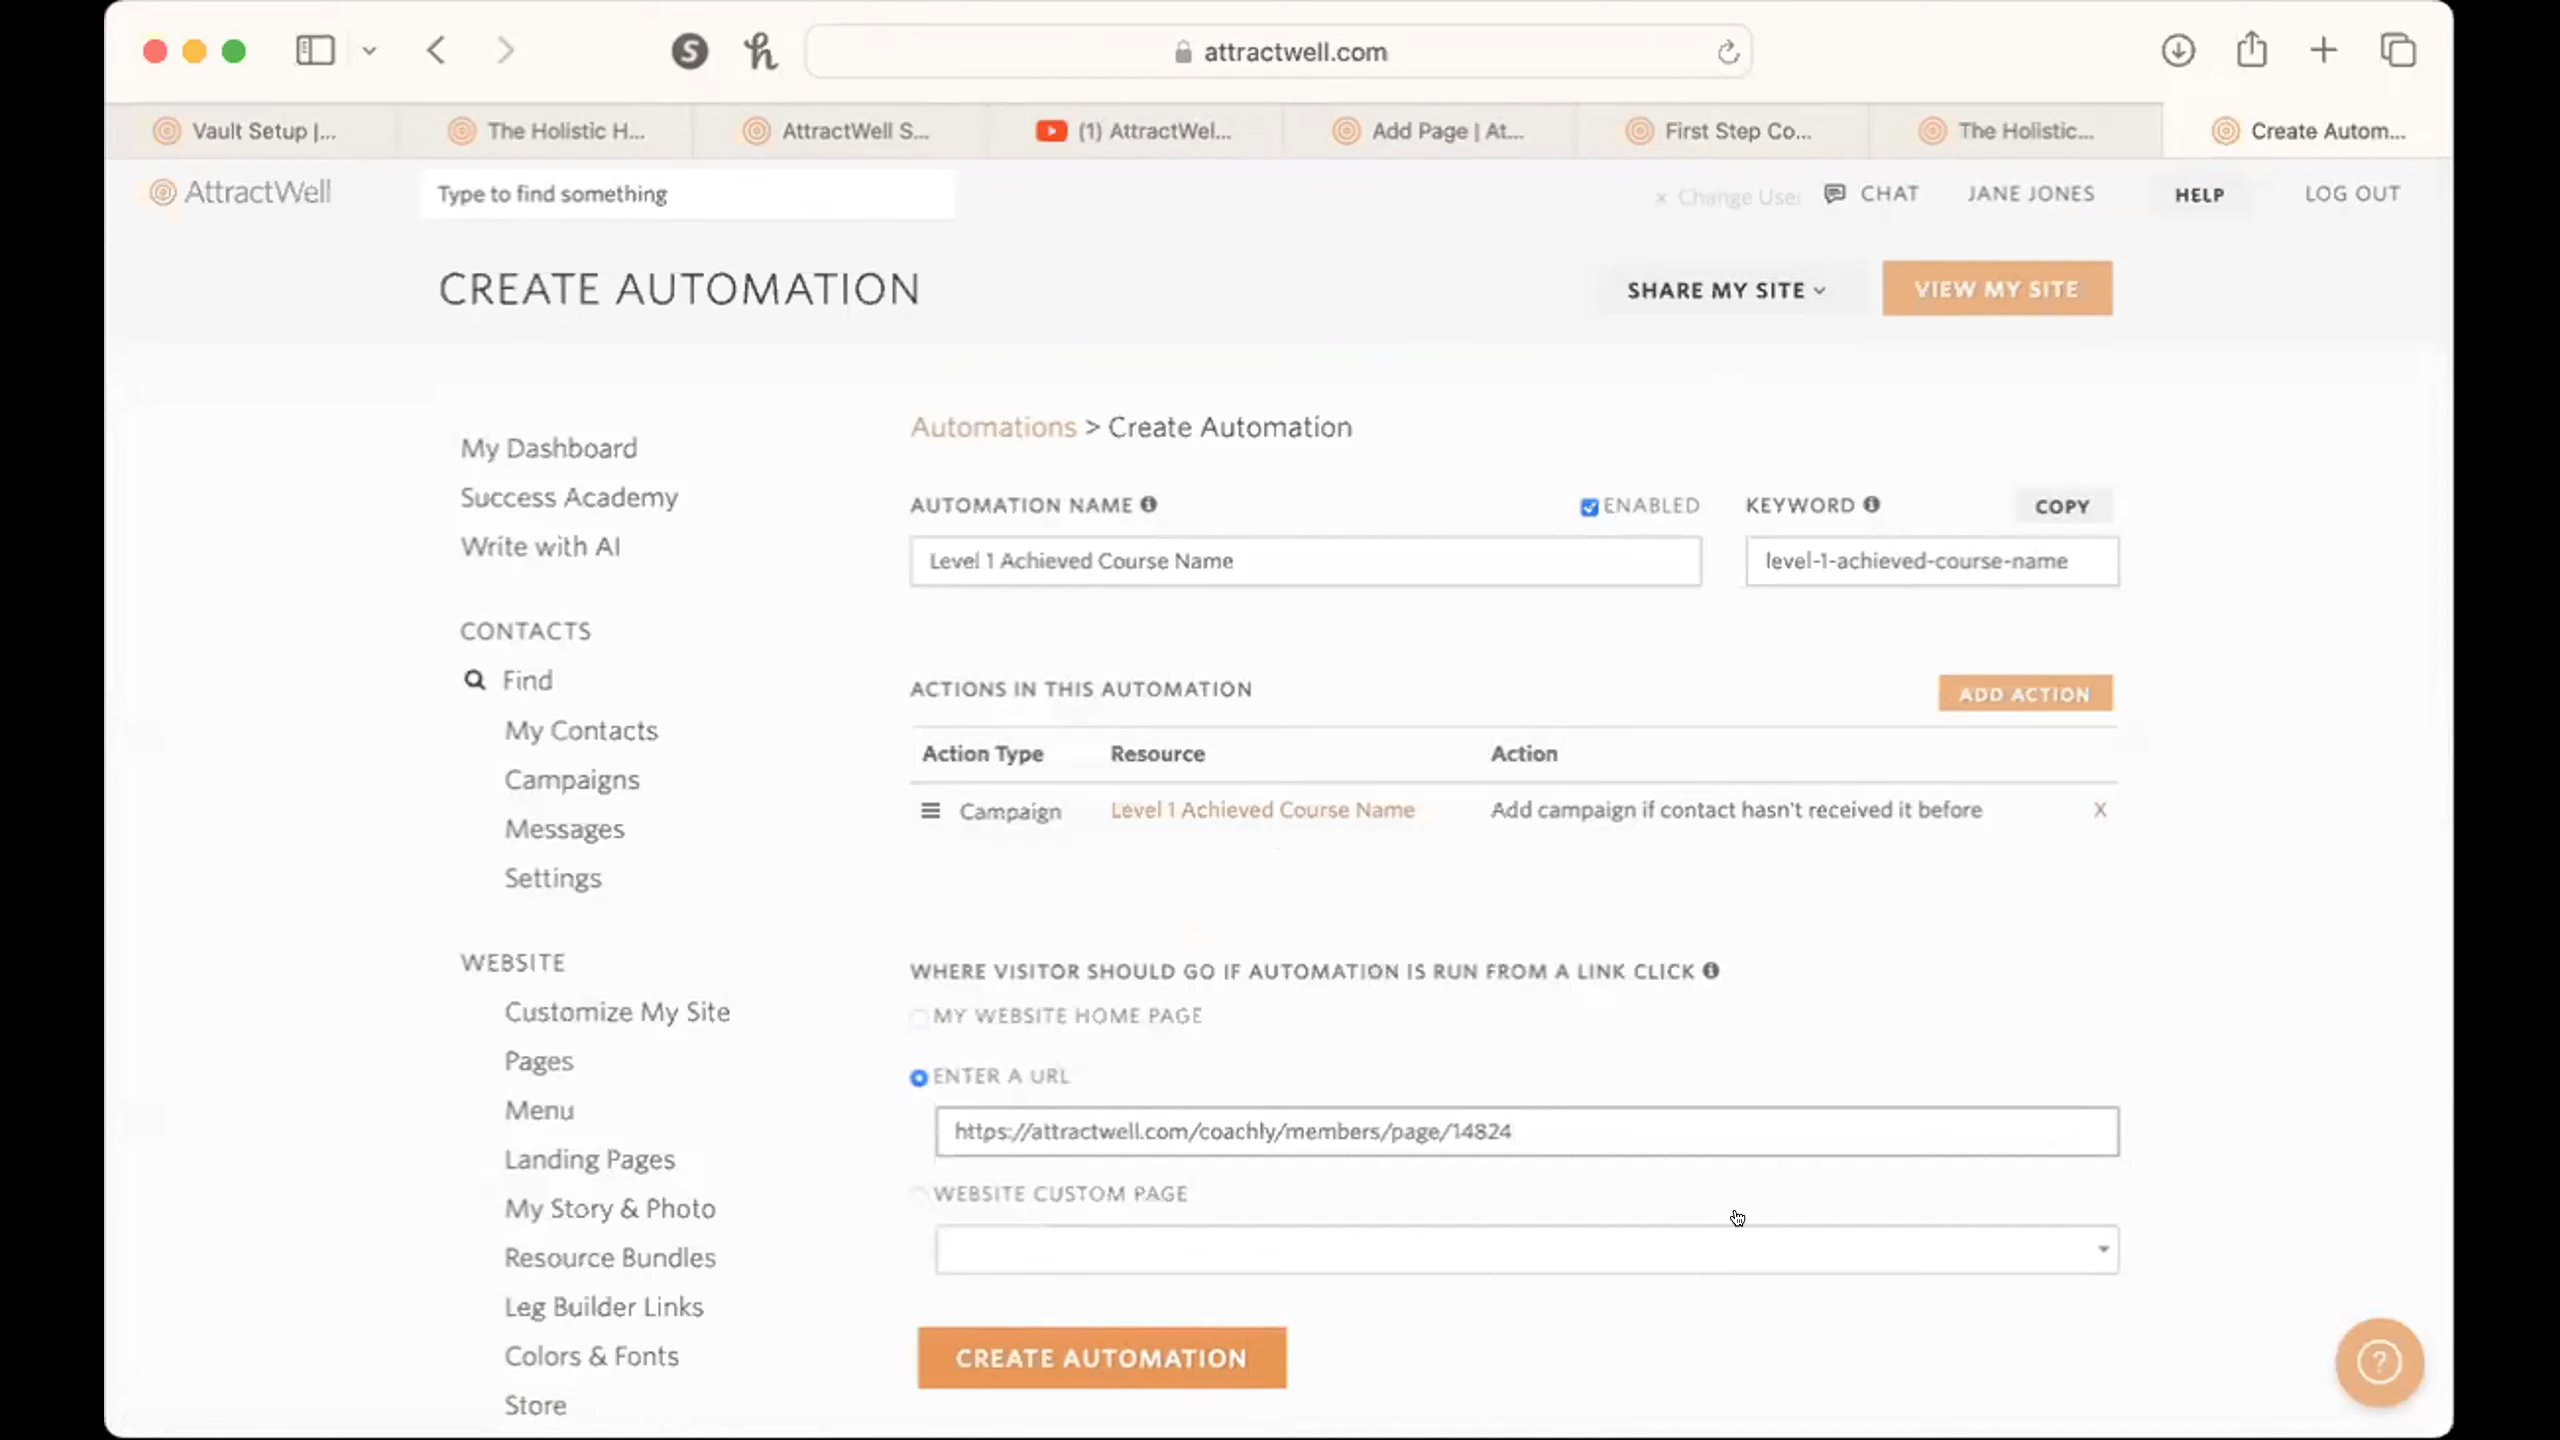 attractwell.com
Vault Setup |...
The Holistic H...
AttractWell S...
(1) AttractWel...
Add Page | At...
First Step Co...
The Holistic...
Create Autom...
AttractWell
Type to find something
× Change User
CHAT
JANE JONES
HELP
LOG OUT
CREATE AUTOMATION
SHARE MY SITE
VIEW MY SITE
My Dashboard
Success Academy
Write with AI
CONTACTS
Find
My Contacts
Campaigns
Messages
Settings
WEBSITE
Customize My Site
Pages
Menu
Landing Pages
My Story & Photo
Resource Bundles
Leg Builder Links
Colors & Fonts
Store
Automations > Create Automation
AUTOMATION NAME
ENABLED
KEYWORD
COPY
Level 1 Achieved Course Name
level-1-achieved-course-name
ACTIONS IN THIS AUTOMATION
ADD ACTION
Action Type Resource Action
Campaign Level 1 Achieved Course Name Add campaign if contact hasn't received it before X
WHERE VISITOR SHOULD GO IF AUTOMATION IS RUN FROM A LINK CLICK
MY WEBSITE HOME PAGE
ENTER A URL
https://attractwell.com/coachly/members/page/14824
WEBSITE CUSTOM PAGE
CREATE AUTOMATION
?